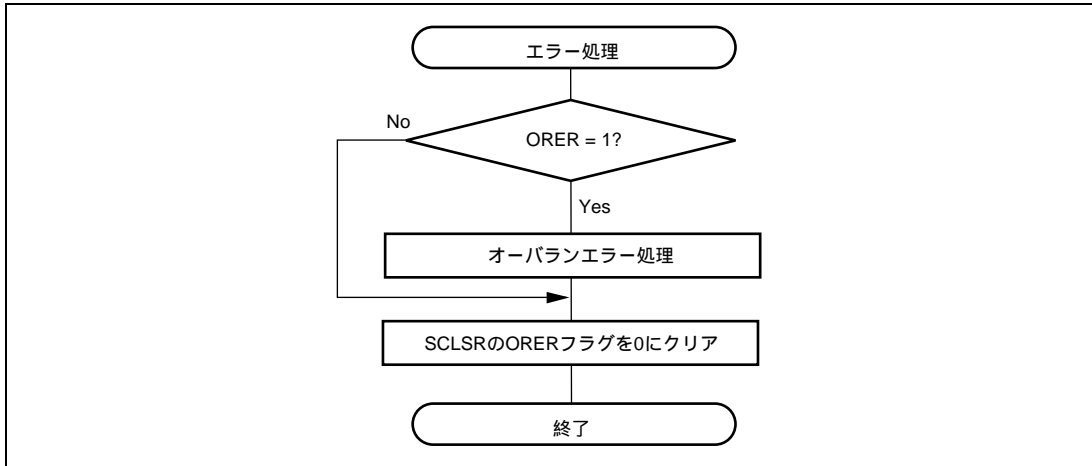 エラー処理
No
ORER = 1?
Yes
オーバランエラー処理
SCLSRのORERフラグを0にクリア
終了